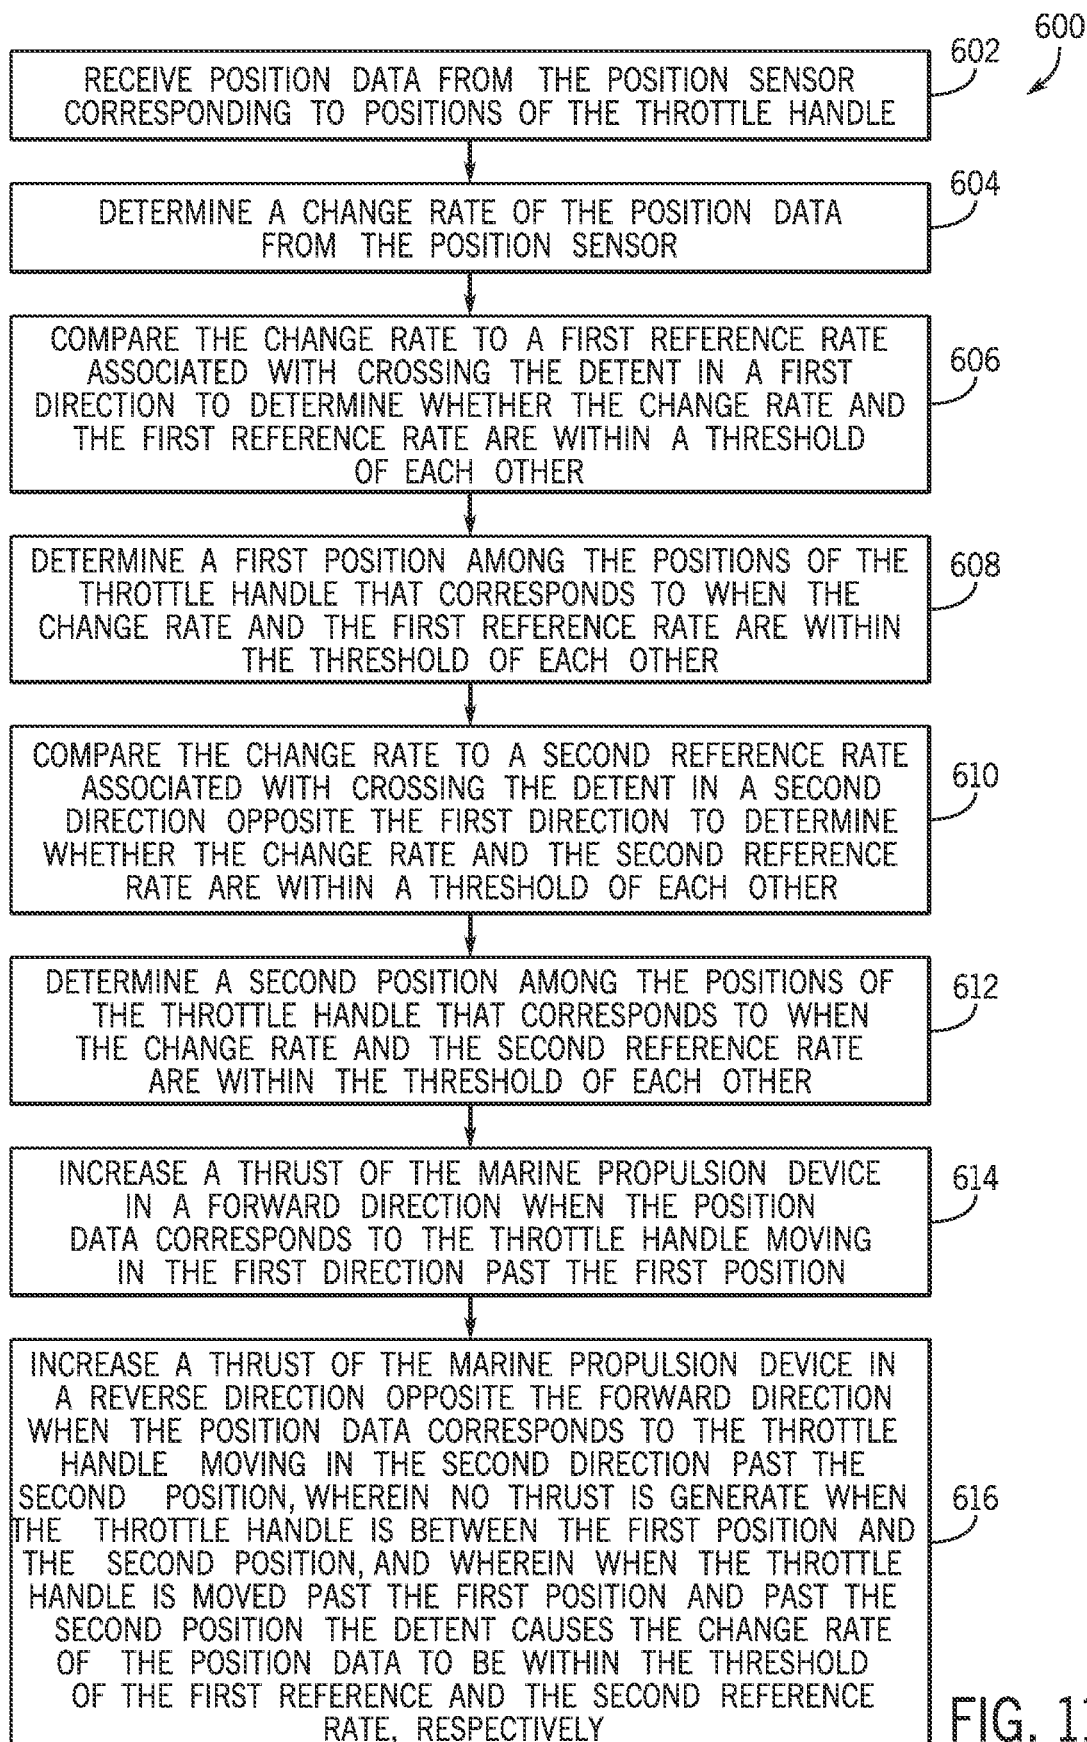 600
602
RECEIVE POSITION DATA FROM THE POSITION SENSOR
CORRESPONDING TO POSITIONS OF THE THROTTLE HANDLE
604
DETERMINE A CHANGE RATE OF THE POSITION DATA
FROM THE POSITION SENSOR
COMPARE THE CHANGE RATE TO A FIRST REFERENCE RATE
ASSOCIATED WITH CROSSING THE DETENT IN A FIRST
DIRECTION TO DETERMINE WHETHER THE CHANGE RATE AND
THE FIRST REFERENCE RATE ARE WITHIN A THRESHOLD
OF EACH OTHER
606
DETERMINE A FIRST POSITION AMONG THE POSITIONS OF THE
THROTTLE HANDLE THAT CORRESPONDS TO WHEN THE
CHANGE RATE AND THE FIRST REFERENCE RATE ARE WITHIN
THE THRESHOLD OF EACH OTHER
608
COMPARE THE CHANGE RATE TO A SECOND REFERENCE RATE
ASSOCIATED WITH CROSSING THE DETENT IN A SECOND
DIRECTION OPPOSITE THE FIRST DIRECTION TO DETERMINE
WHETHER THE CHANGE RATE AND THE SECOND REFERENCE
RATE ARE WITHIN A THRESHOLD OF EACH OTHER
610
DETERMINE A SECOND POSITION AMONG THE POSITIONS OF
THE THROTTLE HANDLE THAT CORRESPONDS TO WHEN
THE CHANGE RATE AND THE SECOND REFERENCE RATE
ARE WITHIN THE THRESHOLD OF EACH OTHER
612
INCREASE A THRUST OF THE MARINE PROPULSION DEVICE
IN A FORWARD DIRECTION WHEN THE POSITION
DATA CORRESPONDS TO THE THROTTLE HANDLE MOVING
IN THE FIRST DIRECTION PAST THE FIRST POSITION
614
INCREASE A THRUST OF THE MARINE PROPULSION DEVICE IN
A REVERSE DIRECTION OPPOSITE THE FORWARD DIRECTION
WHEN THE POSITION DATA CORRESPONDS TO THE THROTTLE
HANDLE MOVING IN THE SECOND DIRECTION PAST THE
SECOND POSITION, WHEREIN NO THRUST IS GENERATE WHEN
THE THROTTLE HANDLE IS BETWEEN THE FIRST POSITION AND
THE SECOND POSITION, AND WHEREIN WHEN THE THROTTLE
HANDLE IS MOVED PAST THE FIRST POSITION AND PAST THE
SECOND POSITION THE DETENT CAUSES THE CHANGE RATE
OF THE POSITION DATA TO BE WITHIN THE THRESHOLD
OF THE FIRST REFERENCE AND THE SECOND REFERENCE
RATE, RESPECTIVELY
616
FIG. 11